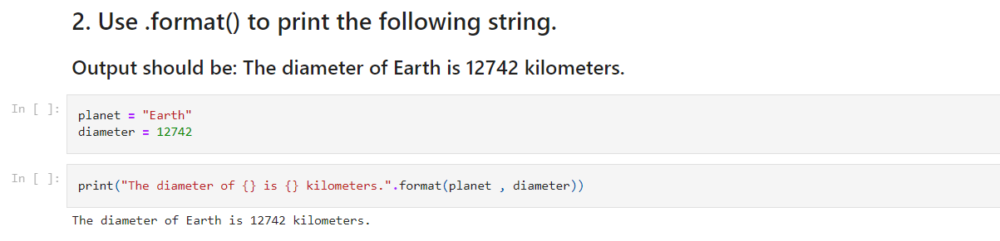 2. Use .format() to print the following string.
Output should be: The diameter of Earth is 12742 kilometers.
In [ ]:
planet = "Earth"
diameter = 12742
In [ ]:
print("The diameter of {} is {} kilometers.".format(planet , diameter))
The diameter of Earth is 12742 kilometers.